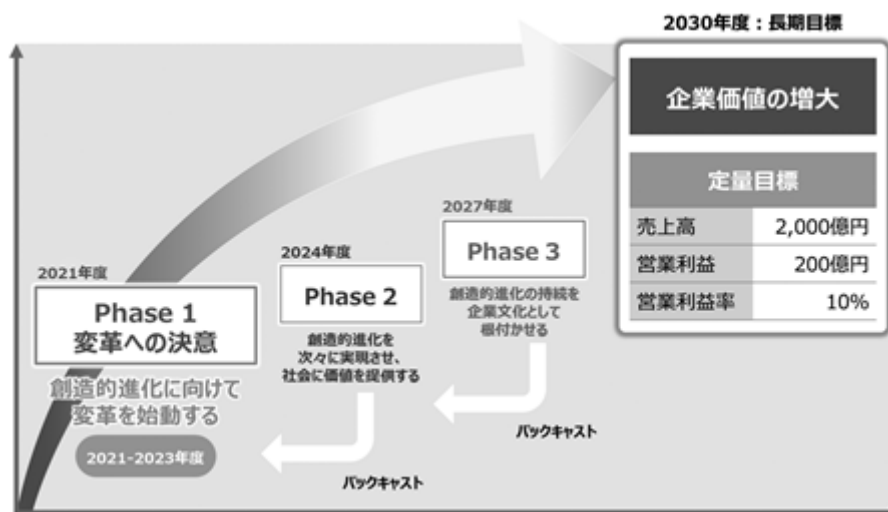 2030年度：長期目標
企業価値の増大
定量目標
売上高 2,000億円
営業利益 200億円
営業利益率 10%
2021年度
Phase 1
変革への決意
創造的進化に向けて
変革を始動する
2021-2023年度
2024年度
Phase 2
創造的進化を
次々に実現させ、
社会に価値を提供する
バックキャスト
2027年度
Phase 3
創造的進化の持続を
企業文化として
根付かせる
バックキャスト